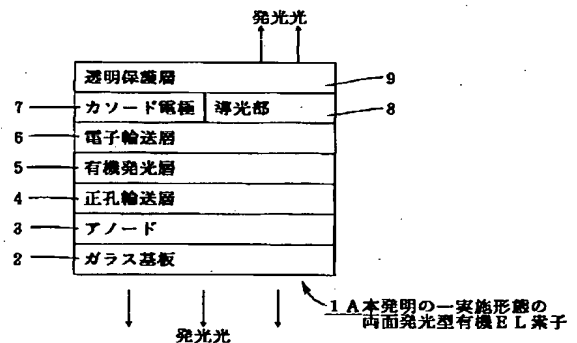 発光光
透明保護層 9
7 カソード電極 導光部 8
6 電子輸送層
5 有機発光層
4 正孔輸送層
3 アノード
2 ガラス基板
発光光
1A本発明の一実施形態の
両面発光型有機EL素子